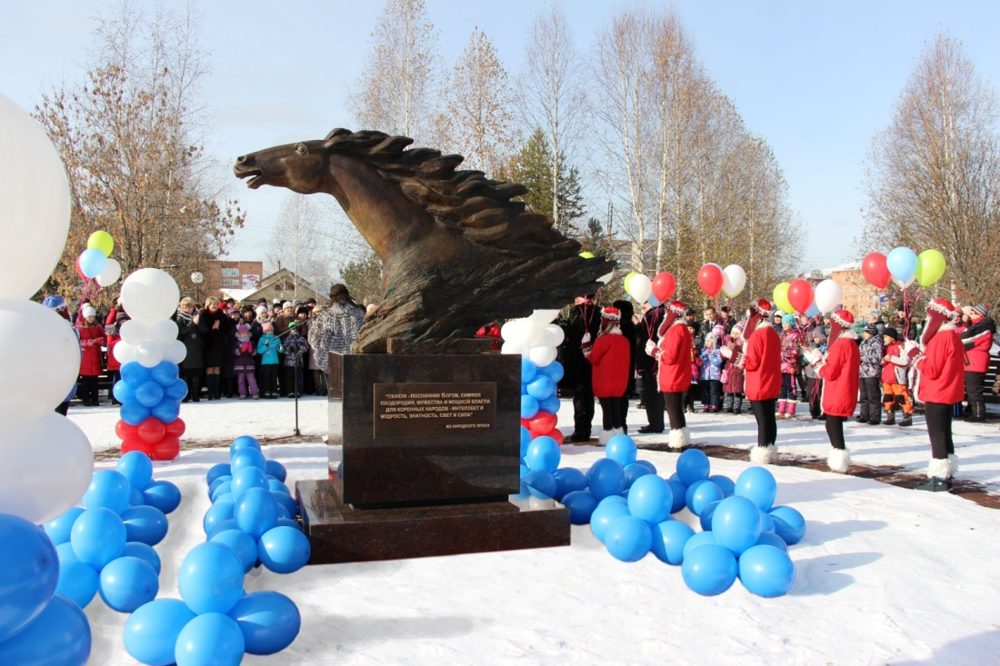 "Скакун - посланник Богов, символ
плодородия, мужества и мощной власти.
Для коренных народов - интеллект и
мудрость, знатность, свет и сила"
Из народного эпоса